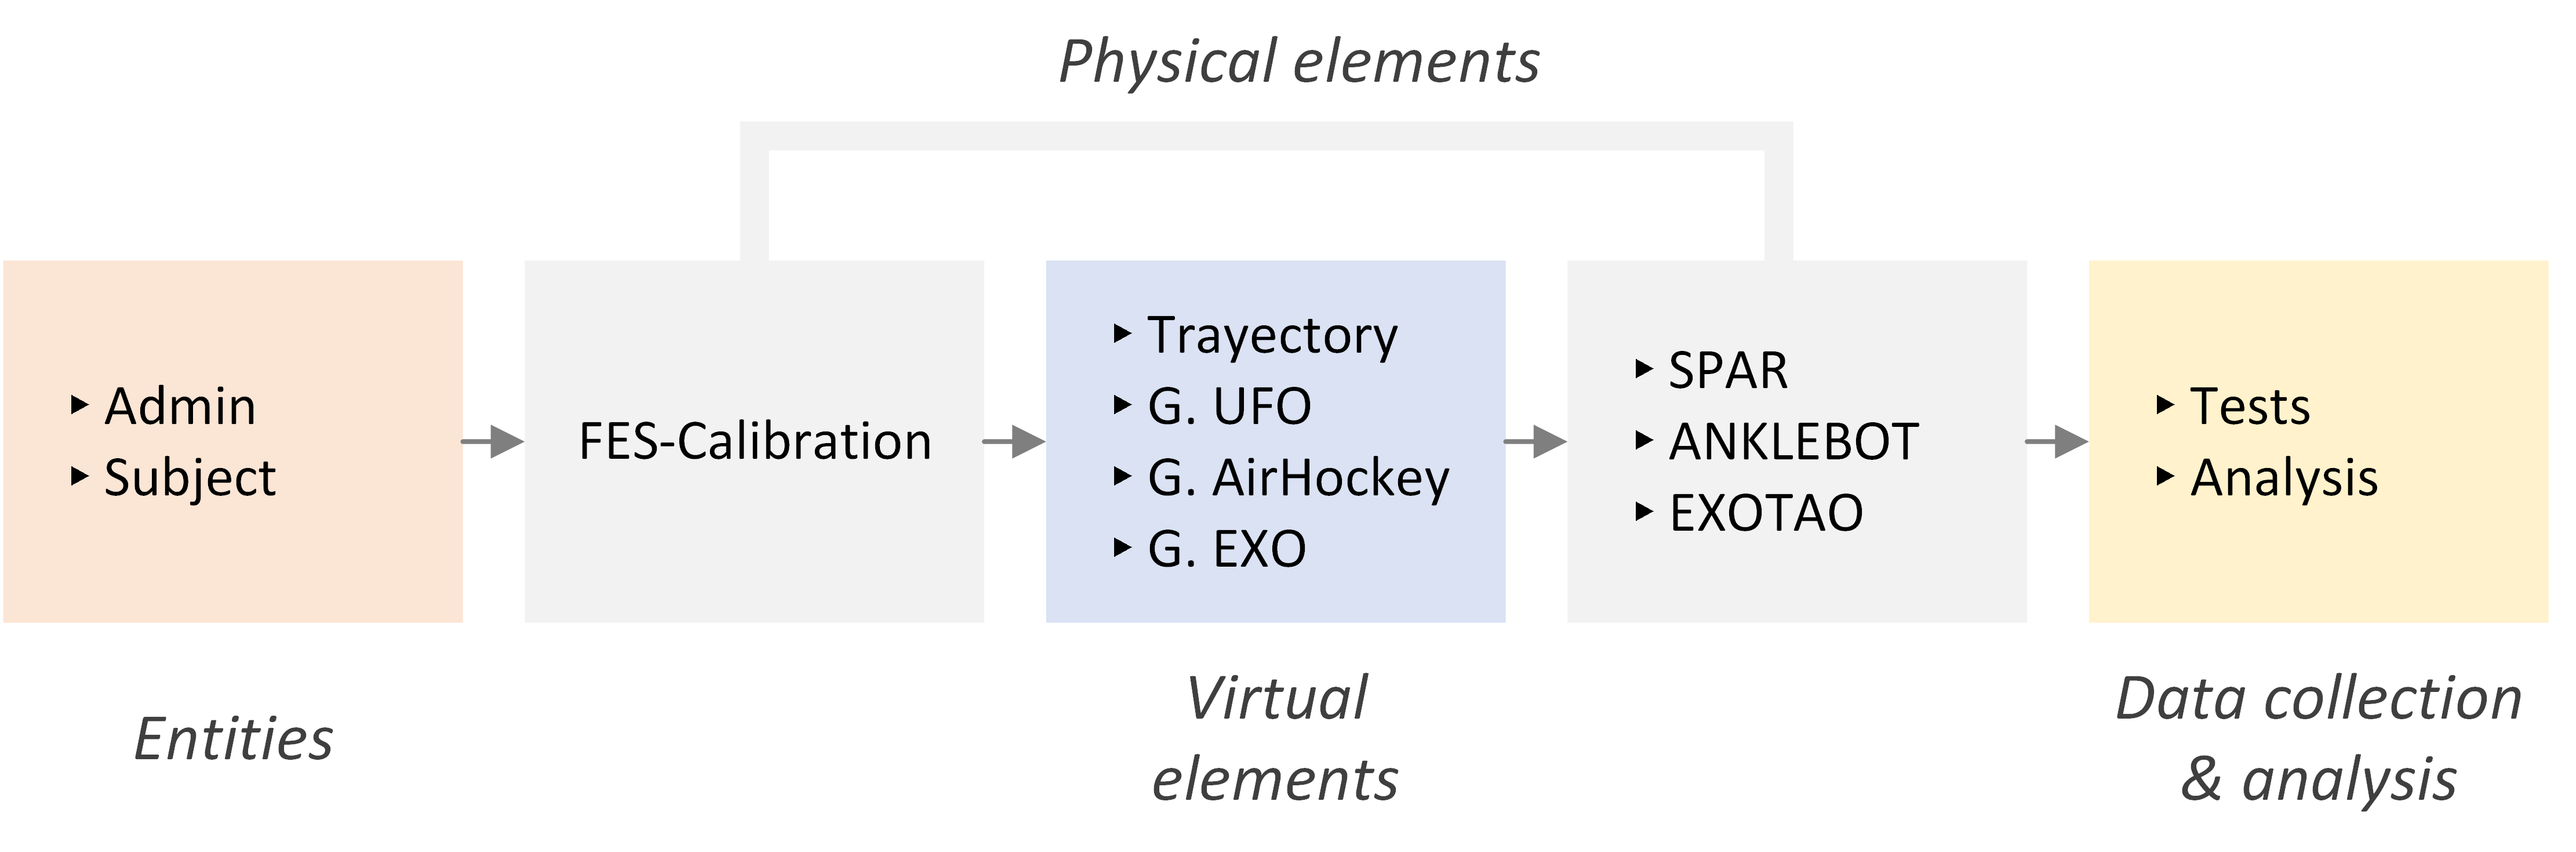 Physical elements
Admin
Subject
Entities
FES-Calibration
Trayectory
G. UFO
G. AirHockey
G. EXO
Virtual
elements
SPAR
ANKLEBOT
EXOTAO
Tests
Analysis
Data collection
& analysis